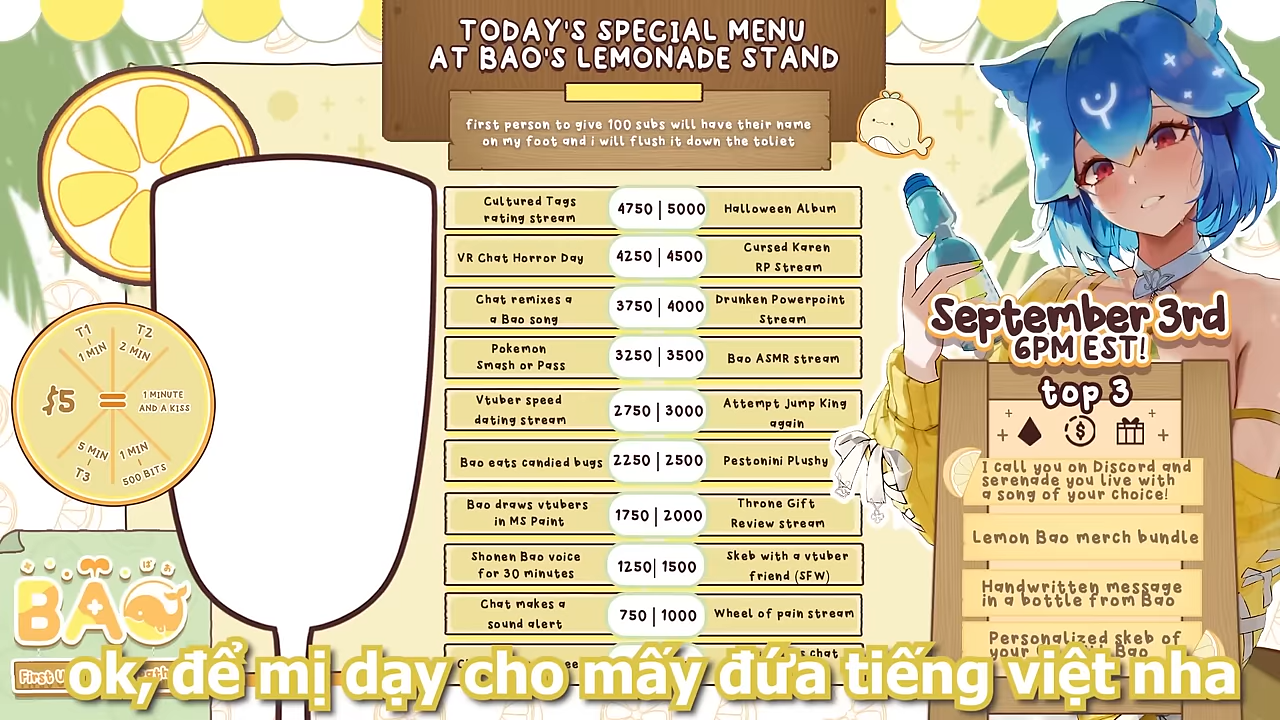 TODAY'S SPECIAL MENU
AT BAO'S LEMONADE STAND
first person to give 100 subs will have their name
on my foot and i will flush it down the toliet
Cultured Tags
rating stream
4750 | 5000
Halloween Album
VR Chat Horror Day
4250 | 4500
Cursed Karen
RP Stream
Chat remixes a
a Bao song
3750 | 4000
Drunken Powerpoint
Stream
Pokemon
Smash or Pass
3250 | 3500
Bao ASMR stream
Vtuber speed
dating stream
2750 | 3000
Attempt Jump King
again
Bao eats candied bugs
2250 | 2500
Pestonini Plushy
Bao draws vtubers
in MS Paint
1750 | 2000
Throne Gift
Review stream
Shonen Bao voice
for 30 minutes
1250 | 1500
Skeb with a vtuber
friend (SFW)
Chat makes a
sound alert
750 | 1000
Wheel of pain stream
chat
T1
T2
1 MIN
2 MIN
$5
=
1 MINUTE
AND A KISS
5 MIN
1 MIN
T3
500 BITS
ばお
BAO
First
September 3rd
6PM EST!
top 3
I call you on Discord and
serenade you live with
a song of your choice!
Lemon Bao merch bundle
Handwritten message
in a bottle from Bao
Personalized skeb of
your Bao
ok, để mị dạy cho mấy đứa tiếng việt nha